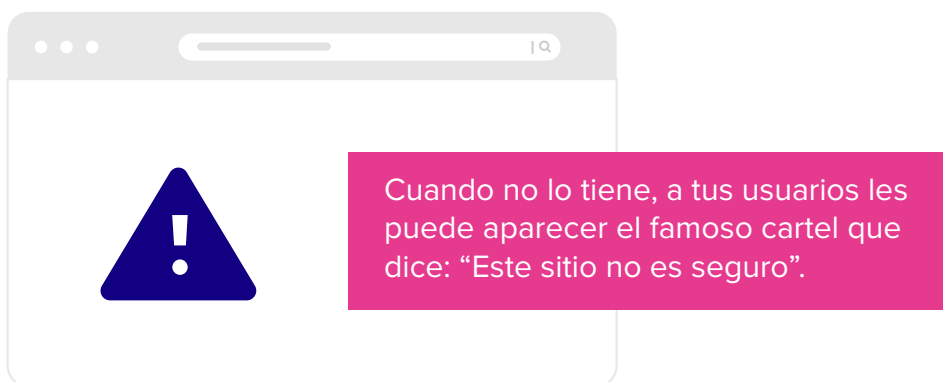 Cuando no lo tiene, a tus usuarios les
puede aparecer el famoso cartel que
dice: “Este sitio no es seguro”.